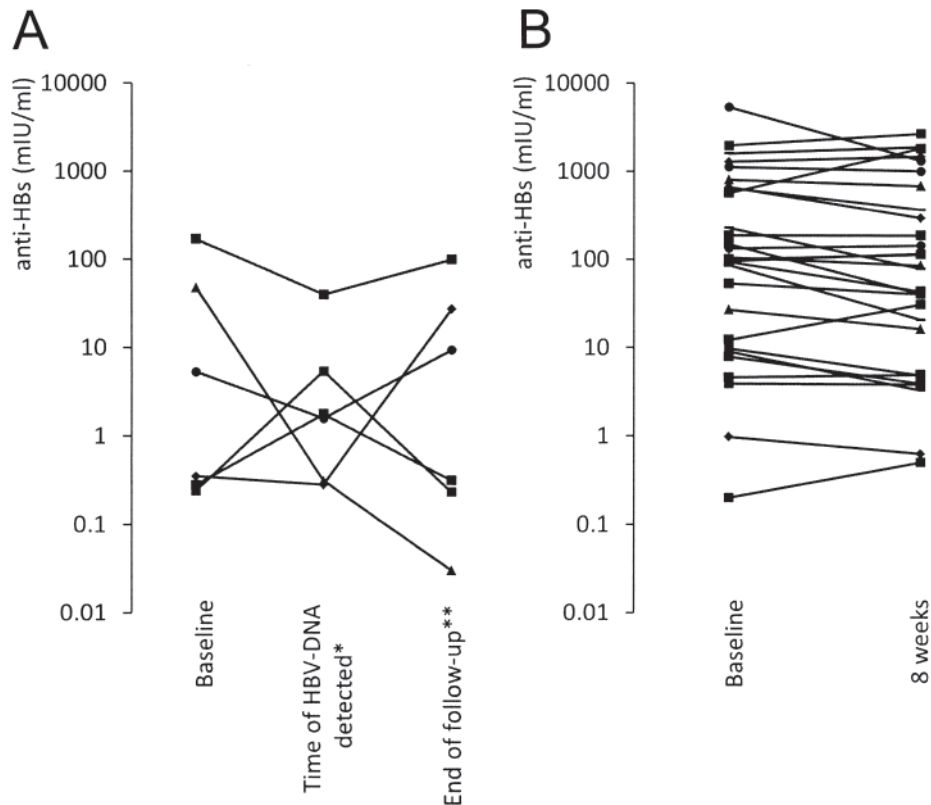 A
anti-HBs (mIU/ml)
10000
1000
100
10
1
0.1
0.01
Baseline
Time of HBV-DNA
detected*
End of follow-up**
B
anti-HBs (mIU/ml)
10000
1000
100
10
1
0.1
0.01
Baseline
8 weeks